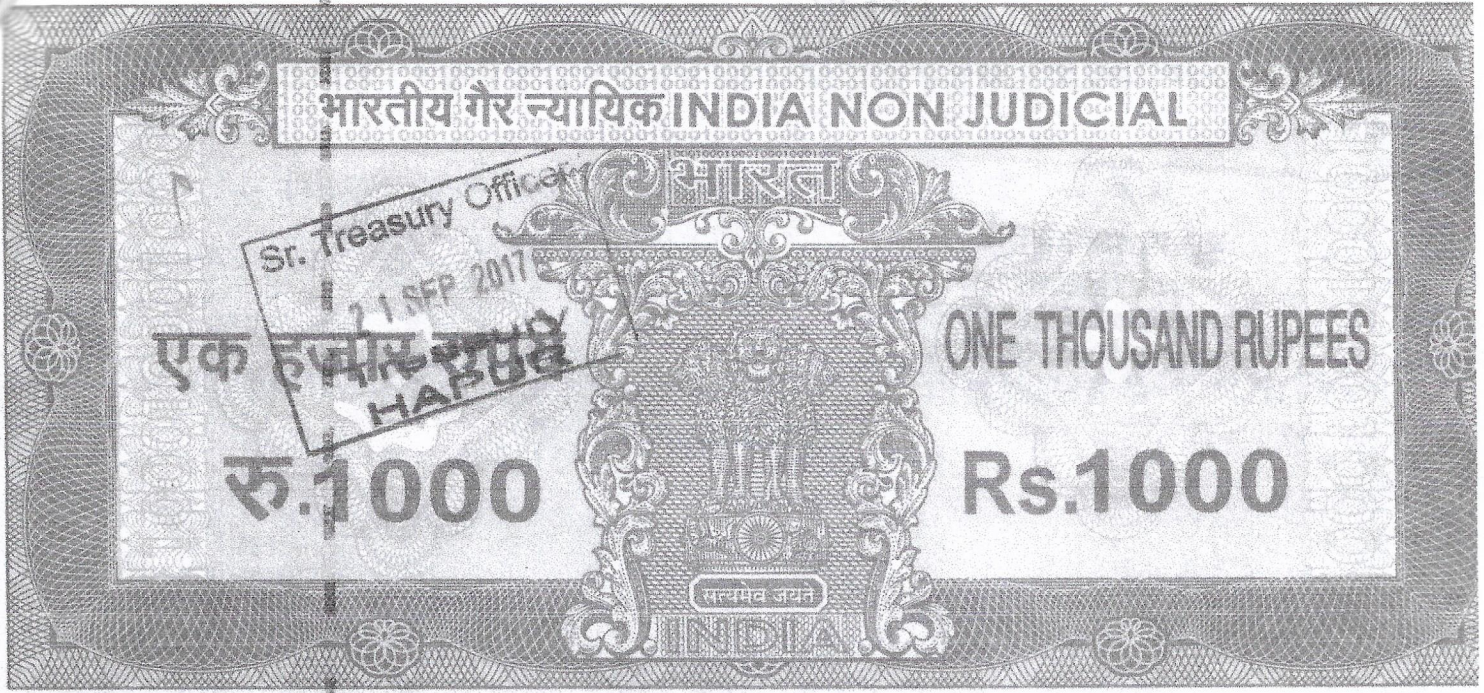 भारतीय गैर न्यायिक INDIA NON JUDICIAL
भारत
Sr. Treasury Officer
21 SEP 2017
HAPUR
एक हजार रुपये
ONE THOUSAND RUPEES
रु.1000
Rs.1000
सत्यमेव जयते
INDIA